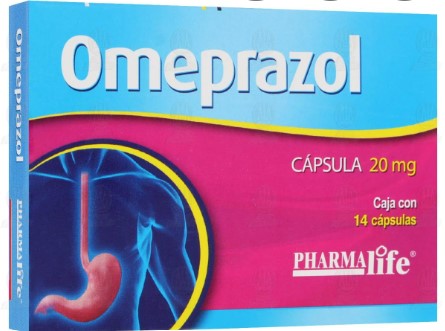 Omeprazol
CÁPSULA 20 mg
Caja con
14 cápsulas
PHARMAlife®
Omeprazol
PHARMAlife®